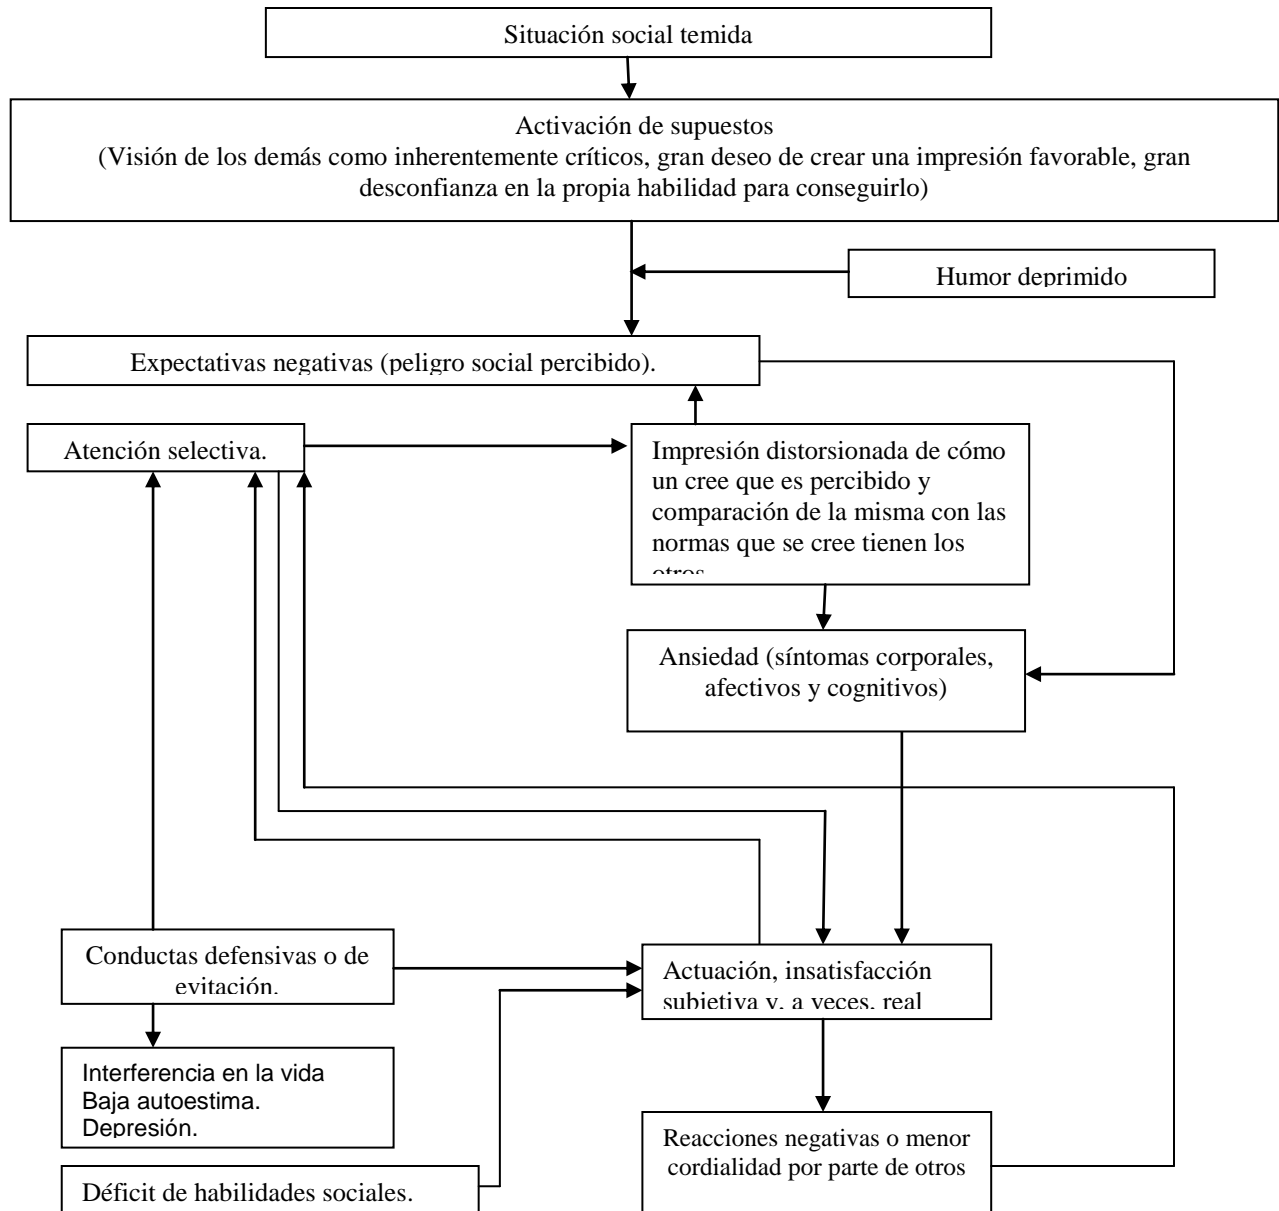 Situación social temida
Activación de supuestos
(Visión de los demás como inherentemente críticos, gran deseo de crear una impresión favorable, gran
desconfianza en la propia habilidad para conseguirlo)
Humor deprimido
Expectativas negativas (peligro social percibido).
Atención selectiva.
Impresión distorsionada de cómo
un cree que es percibido y
comparación de la misma con las
normas que se cree tienen los
otros
Ansiedad (síntomas corporales,
afectivos y cognitivos)
Conductas defensivas o de
evitación.
Actuación, insatisfacción
subjetiva y, a veces, real
Interferencia en la vida
Baja autoestima.
Depresión.
Reacciones negativas o menor
cordialidad por parte de otros
Déficit de habilidades sociales.